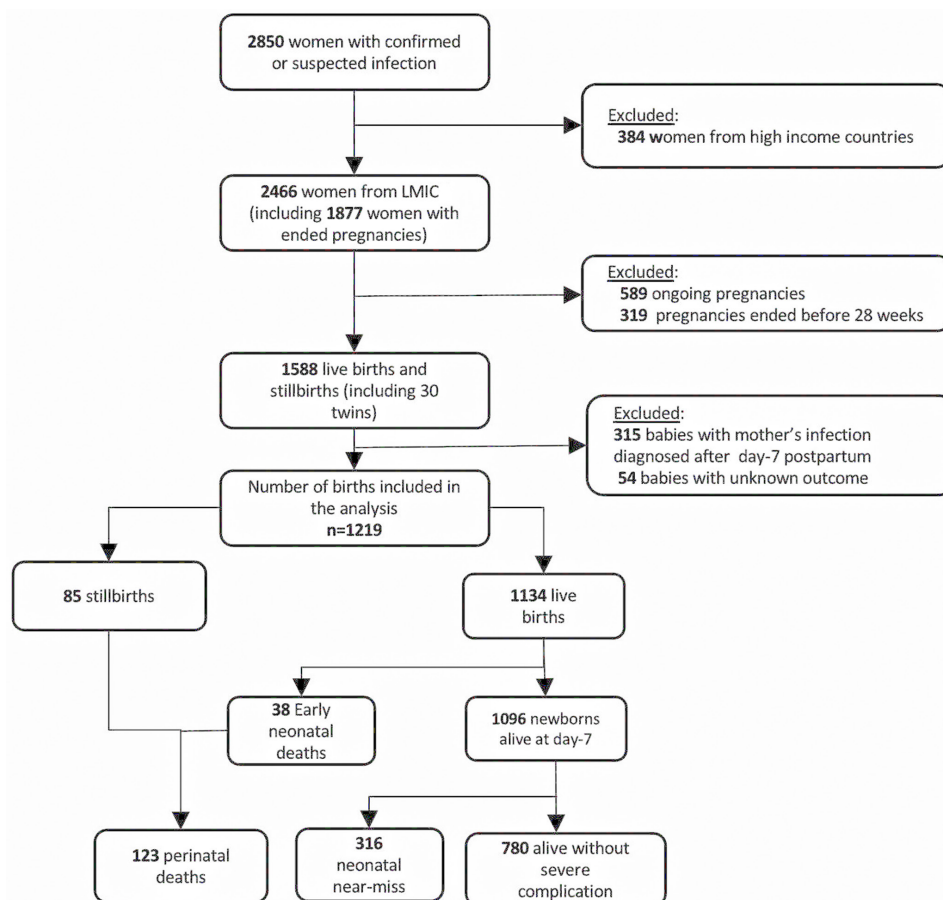 2850 women with confirmed
or suspected infection
Excluded:
384 women from high income countries
2466 women from LMIC
(including 1877 women with
ended pregnancies)
Excluded:
589 ongoing pregnancies
319 pregnancies ended before 28 weeks
1588 live births and
stillbirths (including 30
twins)
Excluded:
315 babies with mother's infection
diagnosed after day-7 postpartum
54 babies with unknown outcome
Number of births included in
the analysis
n=1219
85 stillbirths
1134 live
births
38 Early
neonatal
deaths
1096 newborns
alive at day-7
123 perinatal
deaths
316
neonatal
near-miss
780 alive without
severe
complication